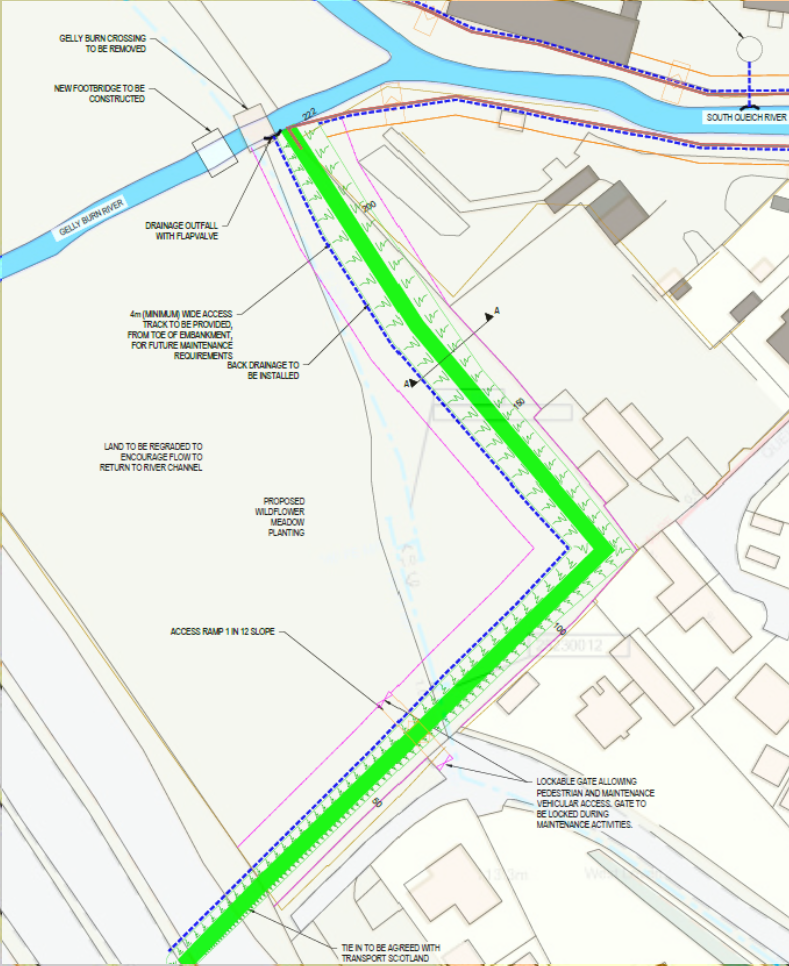 GELLY BURN CROSSING
TO BE REMOVED
NEW FOOTBRIDGE TO BE
CONSTRUCTED
222
SOUTH QUEICH RIVER
GELLY BURN RIVER
200
DRAINAGE OUTFALL
WITH FLAPVALVE
4m (MINIMUM) WIDE ACCESS
TRACK TO BE PROVIDED,
FROM TOE OF EMBANKMENT,
FOR FUTURE MAINTENANCE
REQUIREMENTS
A
BACK DRAINAGE TO
BE INSTALLED
A
150
LAND TO BE REGRADED TO
ENCOURAGE FLOW TO
RETURN TO RIVER CHANNEL
PROPOSED
WILDFLOWER
MEADOW
PLANTING
ACCESS RAMP 1 IN 12 SLOPE
100
50
LOCKABLE GATE ALLOWING
PEDESTRIAN AND MAINTENANCE
VEHICULAR ACCESS. GATE TO
BE LOCKED DURING
MAINTENANCE ACTIVITIES.
TIE IN TO BE AGREED WITH
TRANSPORT SCOTLAND